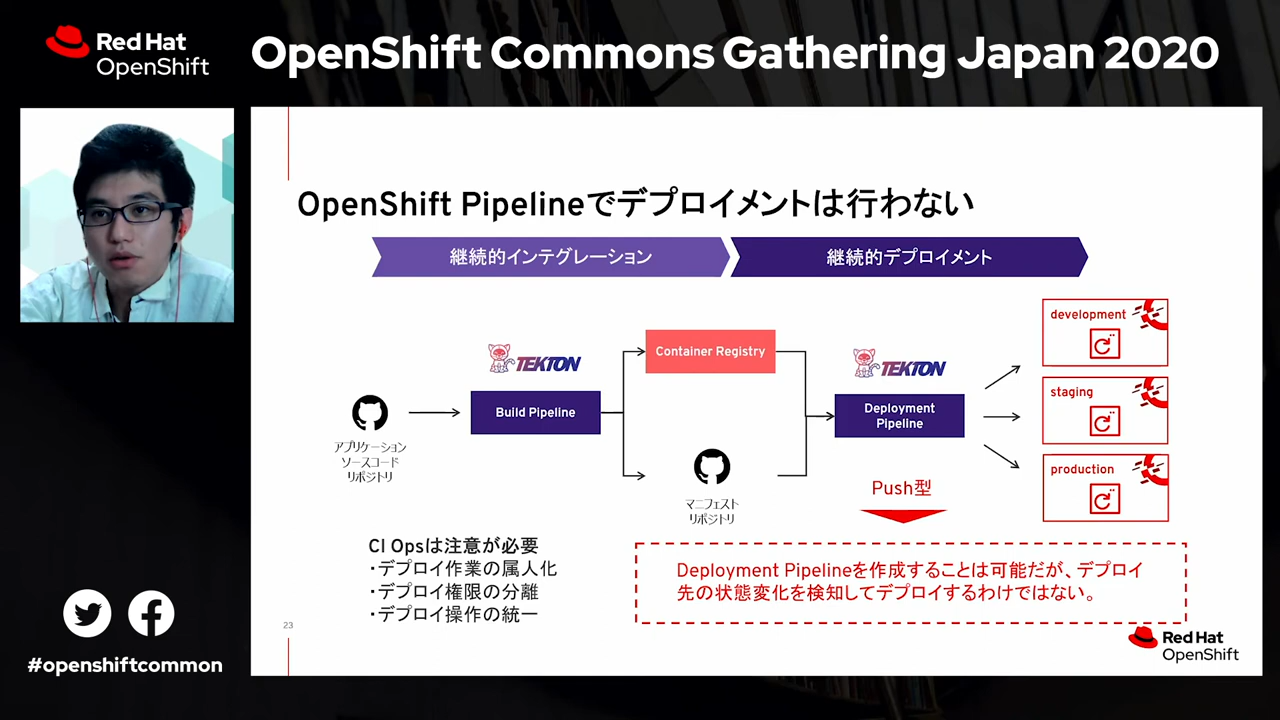 Red Hat
OpenShift
OpenShift Commons Gathering Japan 2020
OpenShift Pipelineでデプロイメントは行わない
継続的インテグレーション
継続的デプロイメント
development
Container Registry
TEKTON
TEKTON
staging
Build Pipeline
Deployment
Pipeline
アプリケーション
ソースコード
リポジトリ
production
マニフェスト
リポジトリ
Push型
CI Opsは注意が必要
・デプロイ作業の属人化
・デプロイ権限の分離
・デプロイ操作の統一
Deployment Pipelineを作成することは可能だが、デプロイ
先の状態変化を検知してデプロイするわけではない。
23
Red Hat
OpenShift
#openshiftcommon